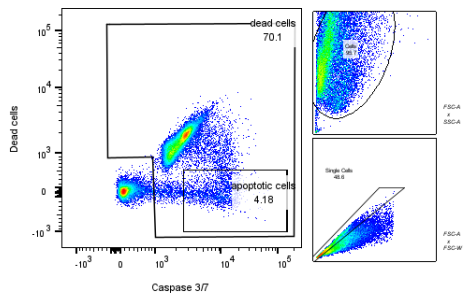 dead cells
70.1
10^5
10^4
10^3
0
-10^3
Dead cells
apoptotic cells
4.18
-10^3
0
10^3
10^4
10^5
Caspase 3/7
Cells
FSC-A
x
SSC-A
Single Cells
48.6
FSC-A
x
FSC-W